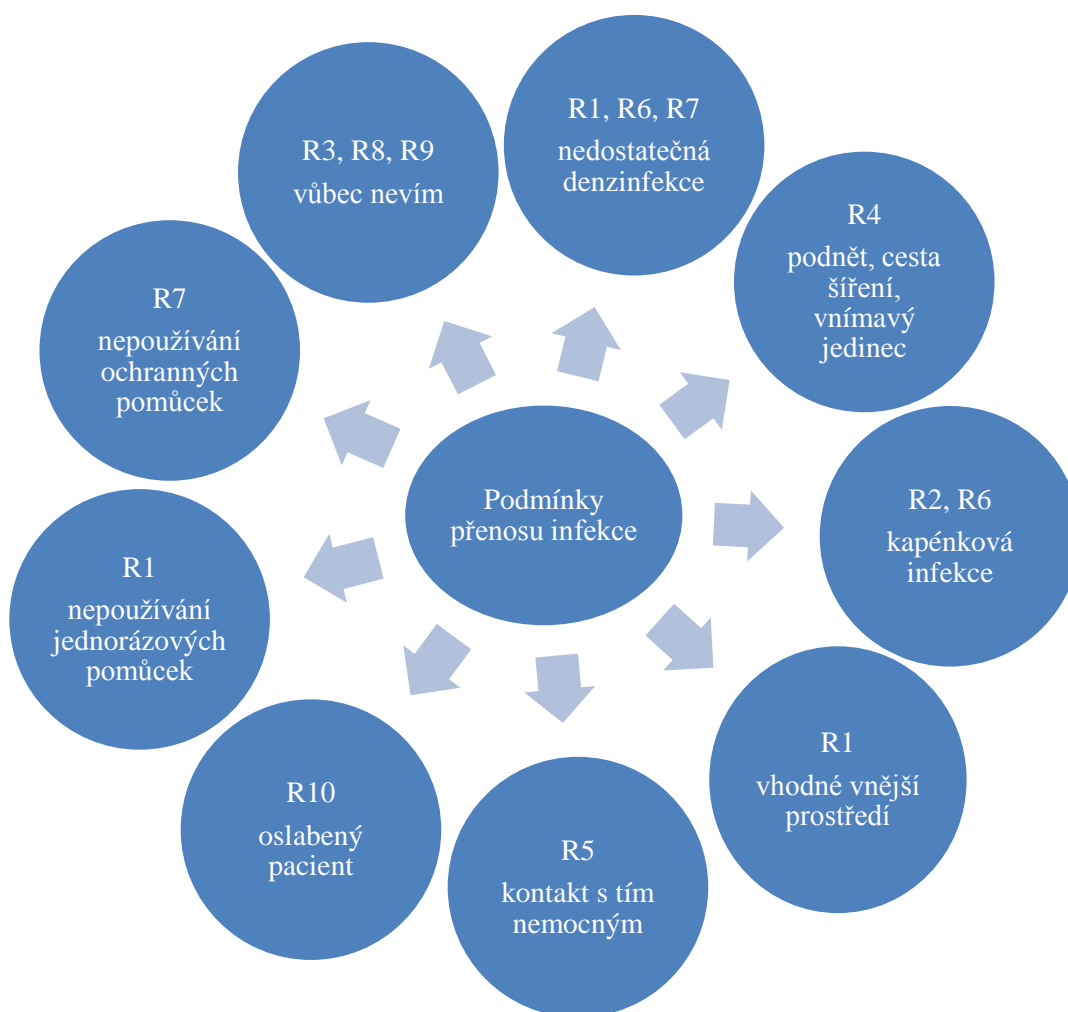 R1, R6, R7
nedostatečná
denzinfekce
R4
podnět, cesta
šíření,
vnímavý
jedinec
R2, R6
kapénková
infekce
R1
vhodné vnější
prostředí
R5
kontakt s tím
nemocným
R10
oslabený
pacient
R1
nepoužívání
jednorázových
pomůcek
R7
nepoužívání
ochranných
pomůcek
R3, R8, R9
vůbec nevím
Podmínky
přenosu infekce